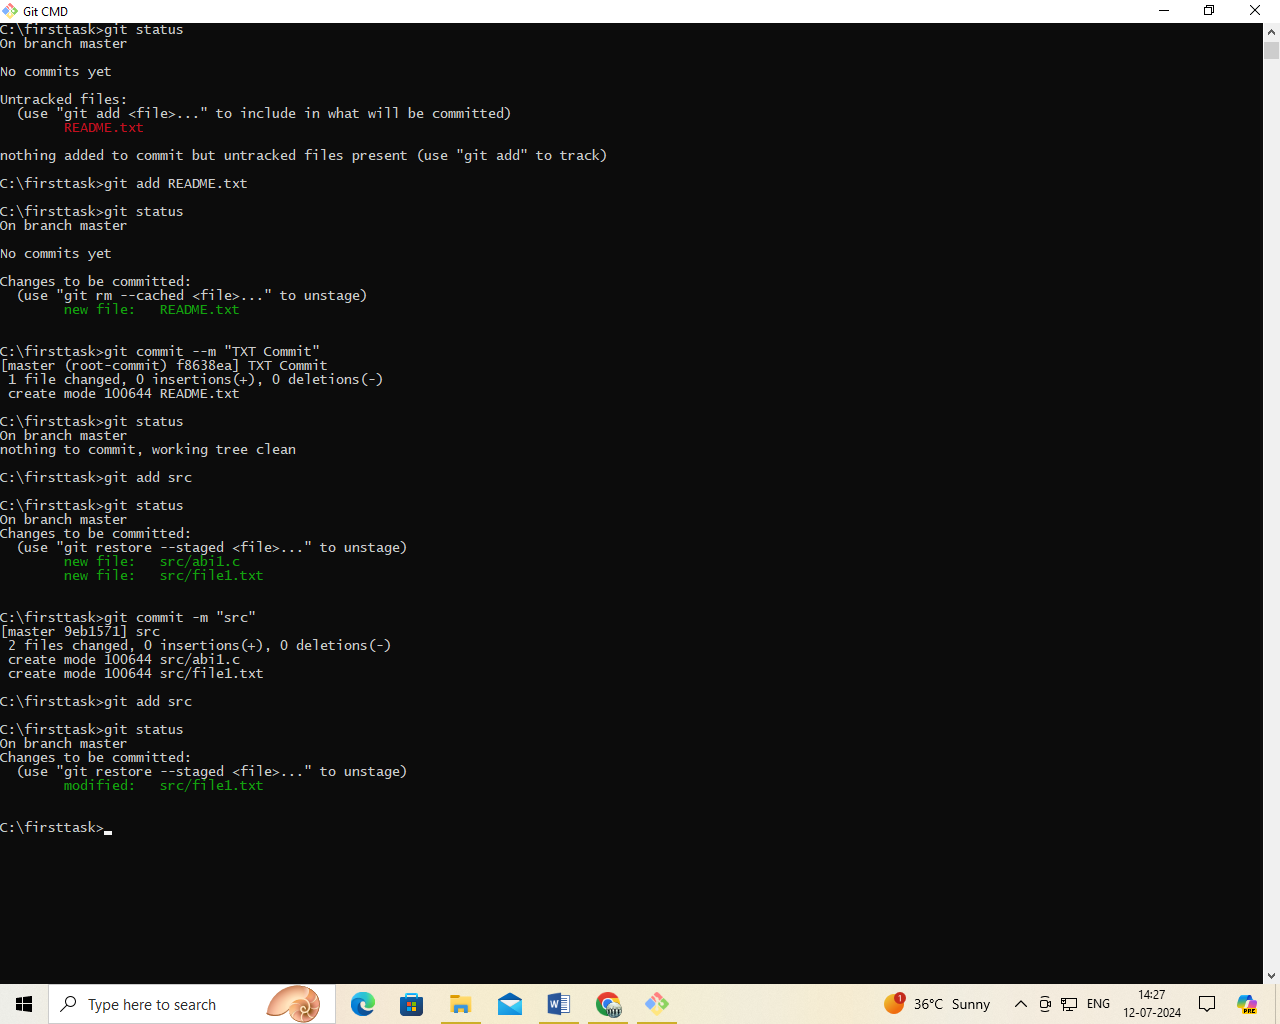 Git CMD
C:\firsttask>git status
On branch master
No commits yet
Untracked files:
  (use "git add <file>..." to include in what will be committed)
        README.txt
nothing added to commit but untracked files present (use "git add" to track)
C:\firsttask>git add README.txt
C:\firsttask>git status
On branch master
No commits yet
Changes to be committed:
  (use "git rm --cached <file>..." to unstage)
        new file:   README.txt
C:\firsttask>git commit --m "TXT Commit"
[master (root-commit) f8638ea] TXT Commit
 1 file changed, 0 insertions(+), 0 deletions(-)
 create mode 100644 README.txt
C:\firsttask>git status
On branch master
nothing to commit, working tree clean
C:\firsttask>git add src
C:\firsttask>git status
On branch master
Changes to be committed:
  (use "git restore --staged <file>..." to unstage)
        new file:   src/abi1.c
        new file:   src/file1.txt
C:\firsttask>git commit -m "src"
[master 9eb1571] src
 2 files changed, 0 insertions(+), 0 deletions(-)
 create mode 100644 src/abi1.c
 create mode 100644 src/file1.txt
C:\firsttask>git add src
C:\firsttask>git status
On branch master
Changes to be committed:
  (use "git restore --staged <file>..." to unstage)
        modified:   src/file1.txt
C:\firsttask>
Type here to search
1
36°C Sunny
ENG
14:27
12-07-2024
PRE